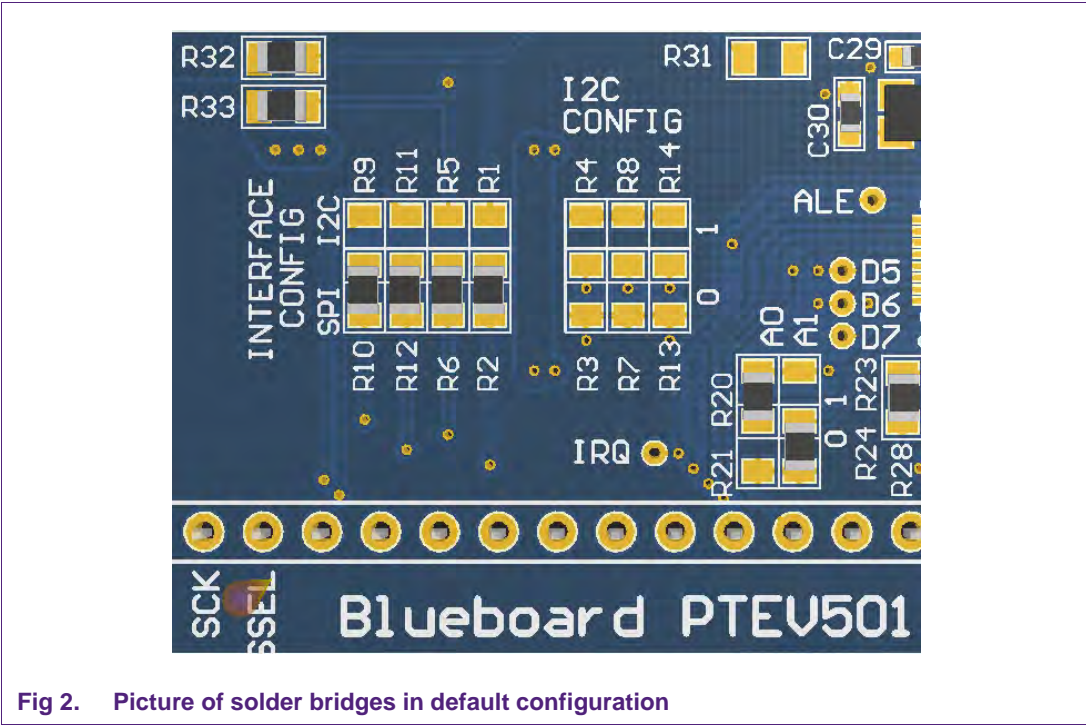 R32
R33
R31
C29
C30
I2C
CONFIG
R9
R11
R5
R1
R4
R8
R14
INTERFACE
CONFIG
I2C
SPI
1
0
R10
R12
R6
R2
R3
R7
R13
ALE
D5
D6
D7
A0
A1
R20
R21
1
0
R23
R24
R28
IRQ
SCK
SSEL
Blueboard PTEV501
Fig 2. Picture of solder bridges in default configuration